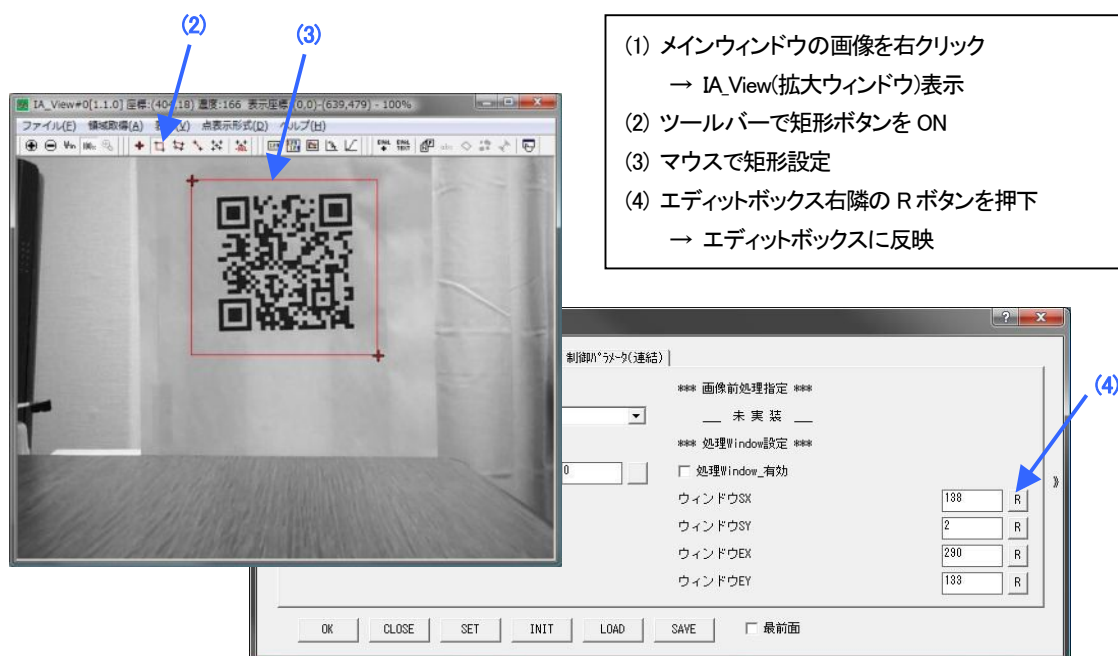 (2)
(3)
(1) メインウィンドウの画像を右クリック
→ IA_View(拡大ウィンドウ)表示
(2) ツールバーで矩形ボタンを ON
(3) マウスで矩形設定
(4) エディットボックス右隣の R ボタンを押下
→ エディットボックスに反映
IA_View#0[1.1.0] 座標:(404,18) 濃度:166 表示座標:(0,0)-(639,479) - 100%
ファイル(E) 領域取得(A) (V) 点表示形式(D) ヘルプ(H)
制御パラメータ(連結)
*** 画像前処理指定 ***
__ 未 実 装 __
*** 処理Window設定 ***
0
処理Window_有効
(4)
ウィンドウSX 138 R
ウィンドウSY 2 R
ウィンドウEX 290 R
ウィンドウEY 133 R
OK CLOSE SET INIT LOAD SAVE 最前面